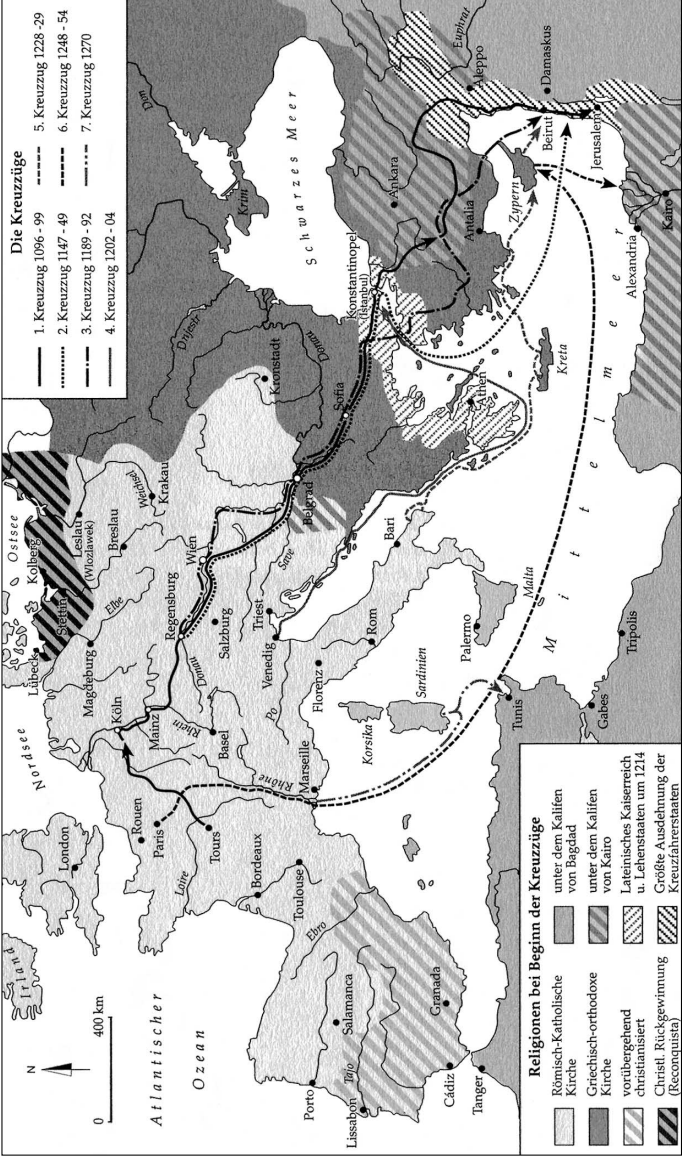 Die Kreuzzüge
1. Kreuzzug 1096 - 99
2. Kreuzzug 1147 - 49
3. Kreuzzug 1189 - 92
4. Kreuzzug 1202 - 04
5. Kreuzzug 1228 -29
6. Kreuzzug 1248 - 54
7. Kreuzzug 1270
N
0
400 km
Irland
London
Nordsee
Ostsee
Lübeck
Kolberg
Stettin
Leslau
(Wlozlawek)
Weichsel
Magdeburg
Elbe
Breslau
Krakau
Köln
Mainz
Rhein
Regensburg
Wien
Donau
Salzburg
Basel
Rouen
Paris
Tours
Loire
Bordeaux
Toulouse
Rhône
Marseille
Po
Venedig
Triest
Save
Florenz
Rom
Bari
Korsika
Sardinien
Palermo
Malta
Belgrad
Sofia
Kronstadt
Donau
Dnjestr
Don
Krim
Schwarzes Meer
Konstantinopel
(Istanbul)
Ankara
Antalia
Athen
Kreta
Zypern
Euphrat
Aleppo
Damaskus
Beirut
Jerusalem
Kairo
Alexandria
Mittelmeer
Tripolis
Gabes
Tunis
Atlantischer
Ozean
Porto
Salamanca
Ebro
Tajo
Lissabon
Granada
Cádiz
Tanger
Religionen bei Beginn der Kreuzzüge
Römisch-Katholische
Kirche
Griechisch-orthodoxe
Kirche
vorübergehend
christianisiert
Christl. Rückgewinnung
(Reconquista)
unter dem Kalifen
von Bagdad
unter dem Kalifen
von Kairo
Lateinisches Kaiserreich
u. Lehenstaaten um 1214
Größte Ausdehnung der
Kreuzfahrerstaaten